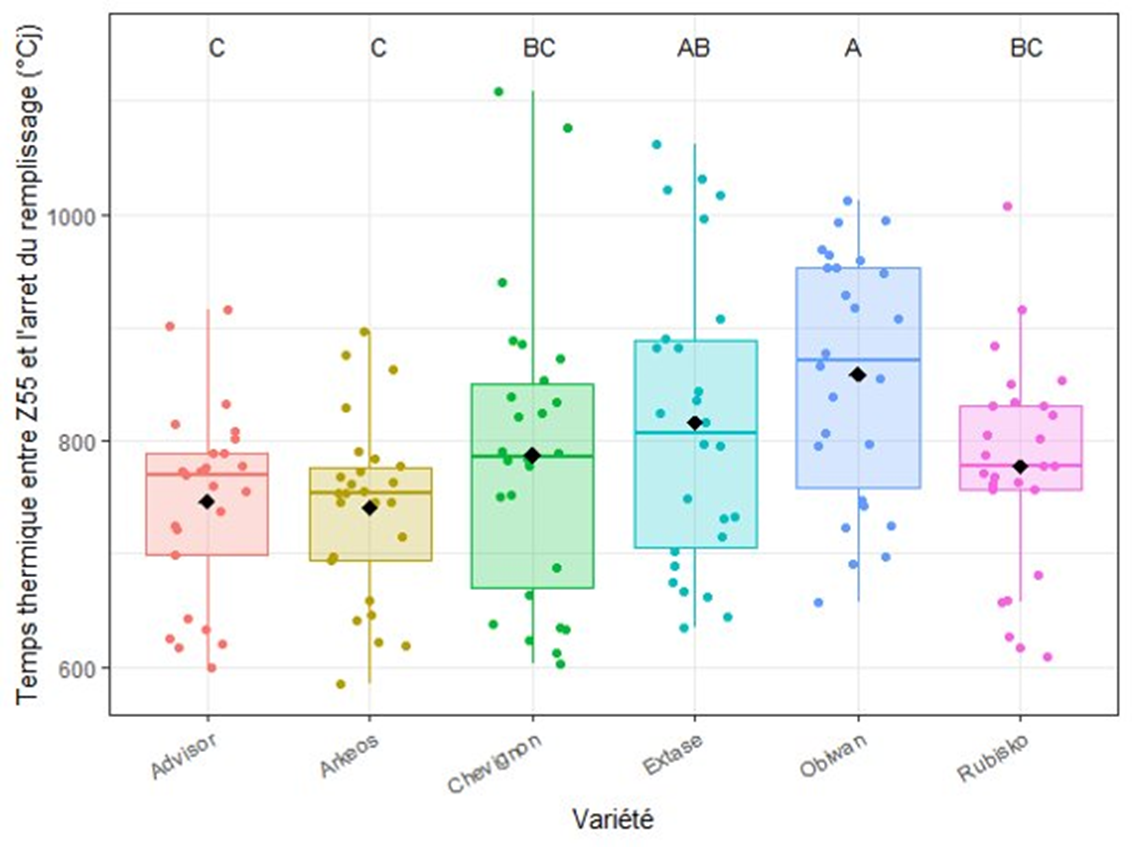 Temps thermique entre Z55 et l'arret du remplissage (°Cj)
C C BC AB A BC
1000
800
600
Advisor Arkeos Chevignon Extase Obiwan Rubisko
Variété